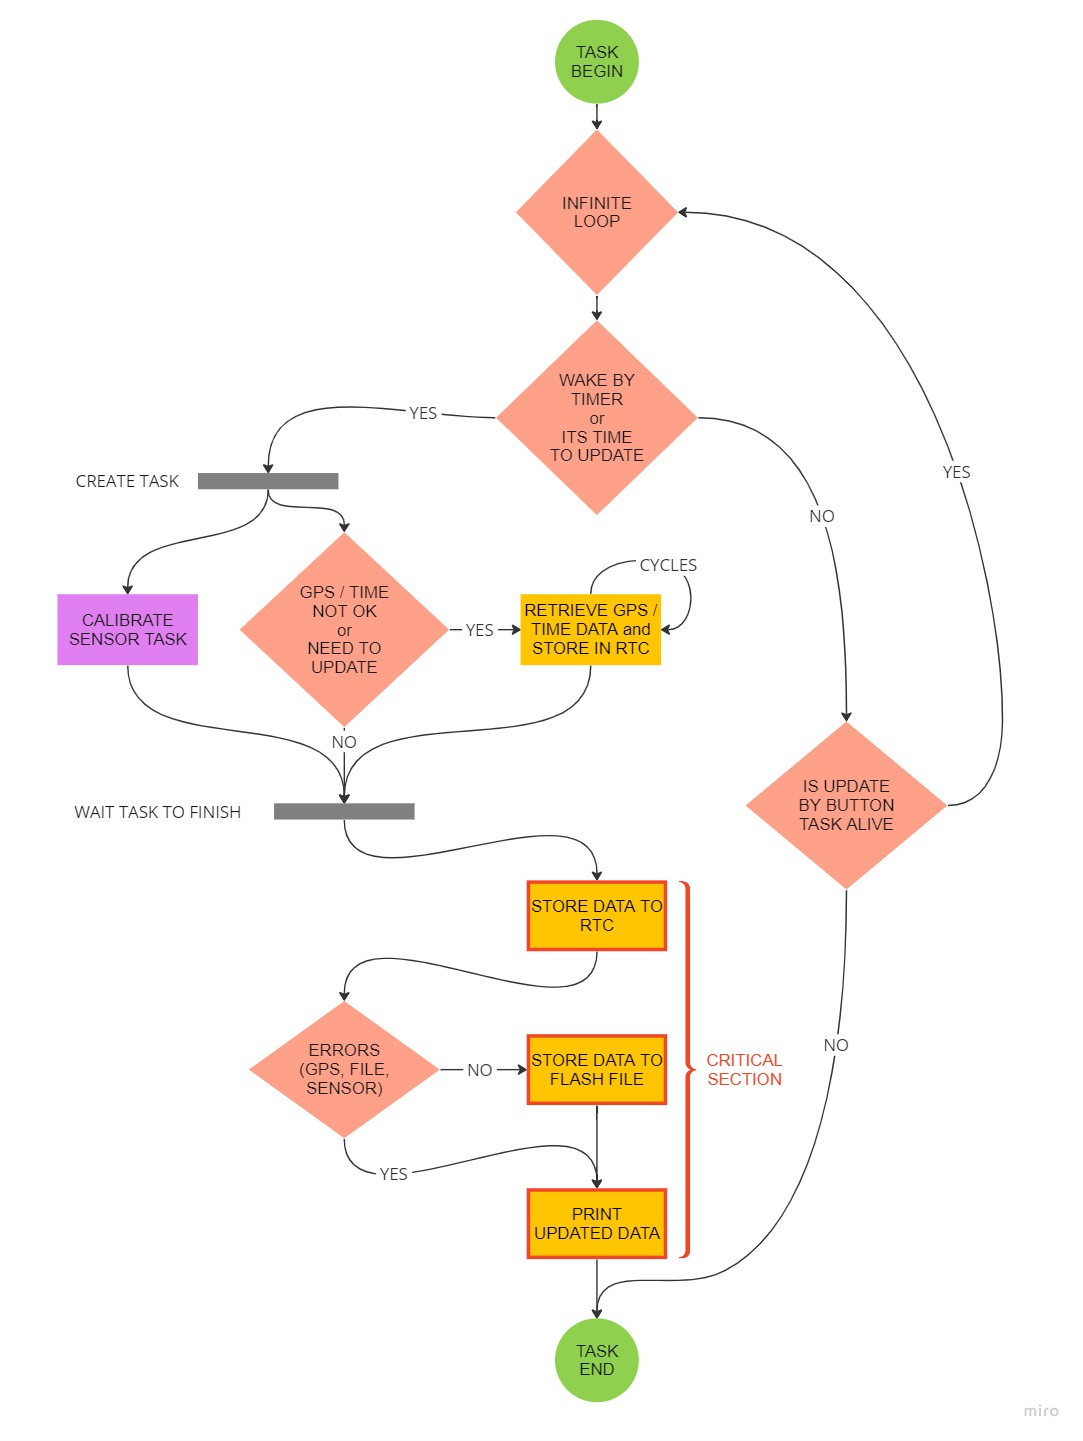 TASK
BEGIN
INFINITE
LOOP
WAKE BY
TIMER
or
ITS TIME
TO UPDATE
YES
NO
YES
CREATE TASK
CALIBRATE
SENSOR TASK
GPS / TIME
NOT OK
or
NEED TO
UPDATE
YES
CYCLES
RETRIEVE GPS /
TIME DATA and
STORE IN RTC
NO
WAIT TASK TO FINISH
IS UPDATE
BY BUTTON
TASK ALIVE
STORE DATA TO
RTC
ERRORS
(GPS, FILE,
SENSOR)
NO
STORE DATA TO
FLASH FILE
CRITICAL
SECTION
NO
YES
PRINT
UPDATED DATA
TASK
END
miro